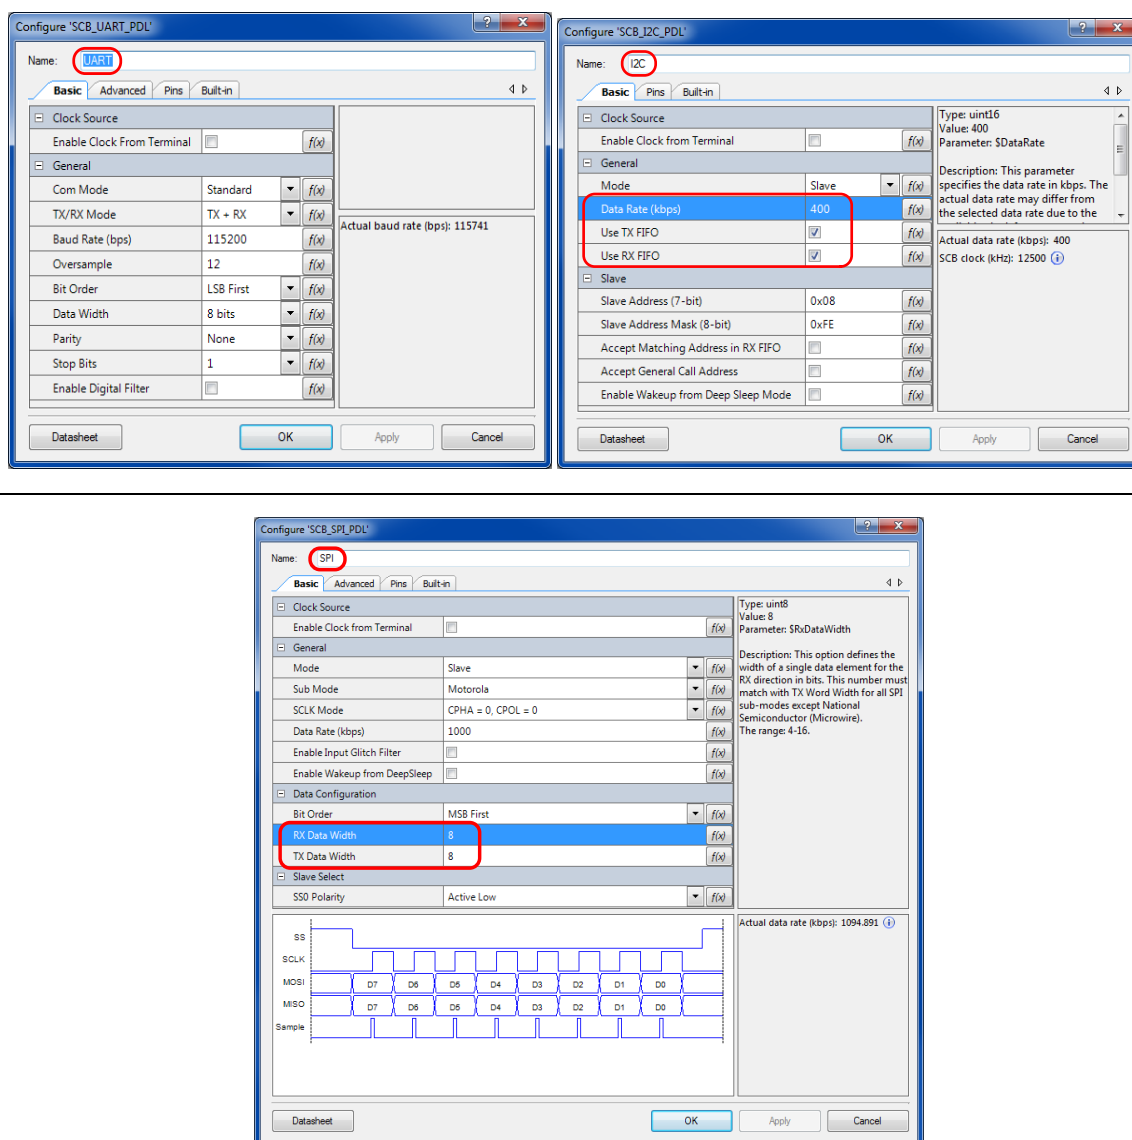 Configure 'SCB_UART_PDL'
Name: UART
Basic Advanced Pins Built-in
Clock Source
Enable Clock From Terminal f(x)
General
Com Mode Standard f(x)
TX/RX Mode TX + RX f(x)
Baud Rate (bps) 115200 f(x)
Oversample 12 f(x)
Bit Order LSB First f(x)
Data Width 8 bits f(x)
Parity None f(x)
Stop Bits 1 f(x)
Enable Digital Filter f(x)
Actual baud rate (bps): 115741
Datasheet OK Apply Cancel
Configure 'SCB_I2C_PDL'
Name: I2C
Basic Pins Built-in
Clock Source
Enable Clock from Terminal f(x)
General
Mode Slave f(x)
Data Rate (kbps) 400 f(x)
Use TX FIFO f(x)
Use RX FIFO f(x)
Slave
Slave Address (7-bit) 0x08 f(x)
Slave Address Mask (8-bit) 0xFE f(x)
Accept Matching Address in RX FIFO f(x)
Accept General Call Address f(x)
Enable Wakeup from Deep Sleep Mode f(x)
Type: uint16
Value: 400
Parameter: $DataRate
Description: This parameter
specifies the data rate in kbps. The
actual data rate may differ from
the selected data rate due to the
Actual data rate (kbps): 400
SCB clock (kHz): 12500
Datasheet OK Apply Cancel
Configure 'SCB_SPI_PDL'
Name: SPI
Basic Advanced Pins Built-in
Clock Source
Enable Clock from Terminal f(x)
General
Mode Slave f(x)
Sub Mode Motorola f(x)
SCLK Mode CPHA = 0, CPOL = 0 f(x)
Data Rate (kbps) 1000 f(x)
Enable Input Glitch Filter f(x)
Enable Wakeup from DeepSleep f(x)
Data Configuration
Bit Order MSB First f(x)
RX Data Width 8 f(x)
TX Data Width 8 f(x)
Slave Select
SS0 Polarity Active Low f(x)
Type: uint8
Value: 8
Parameter: $RxDataWidth
Description: This option defines the
width of a single data element for the
RX direction in bits. This number must
match with TX Word Width for all SPI
sub-modes except National
Semiconductor (Microwire).
The range: 4-16.
SS
SCLK
MOSI D7 D6 D5 D4 D3 D2 D1 D0
MISO D7 D6 D5 D4 D3 D2 D1 D0
Sample
Actual data rate (kbps): 1094.891
Datasheet OK Apply Cancel